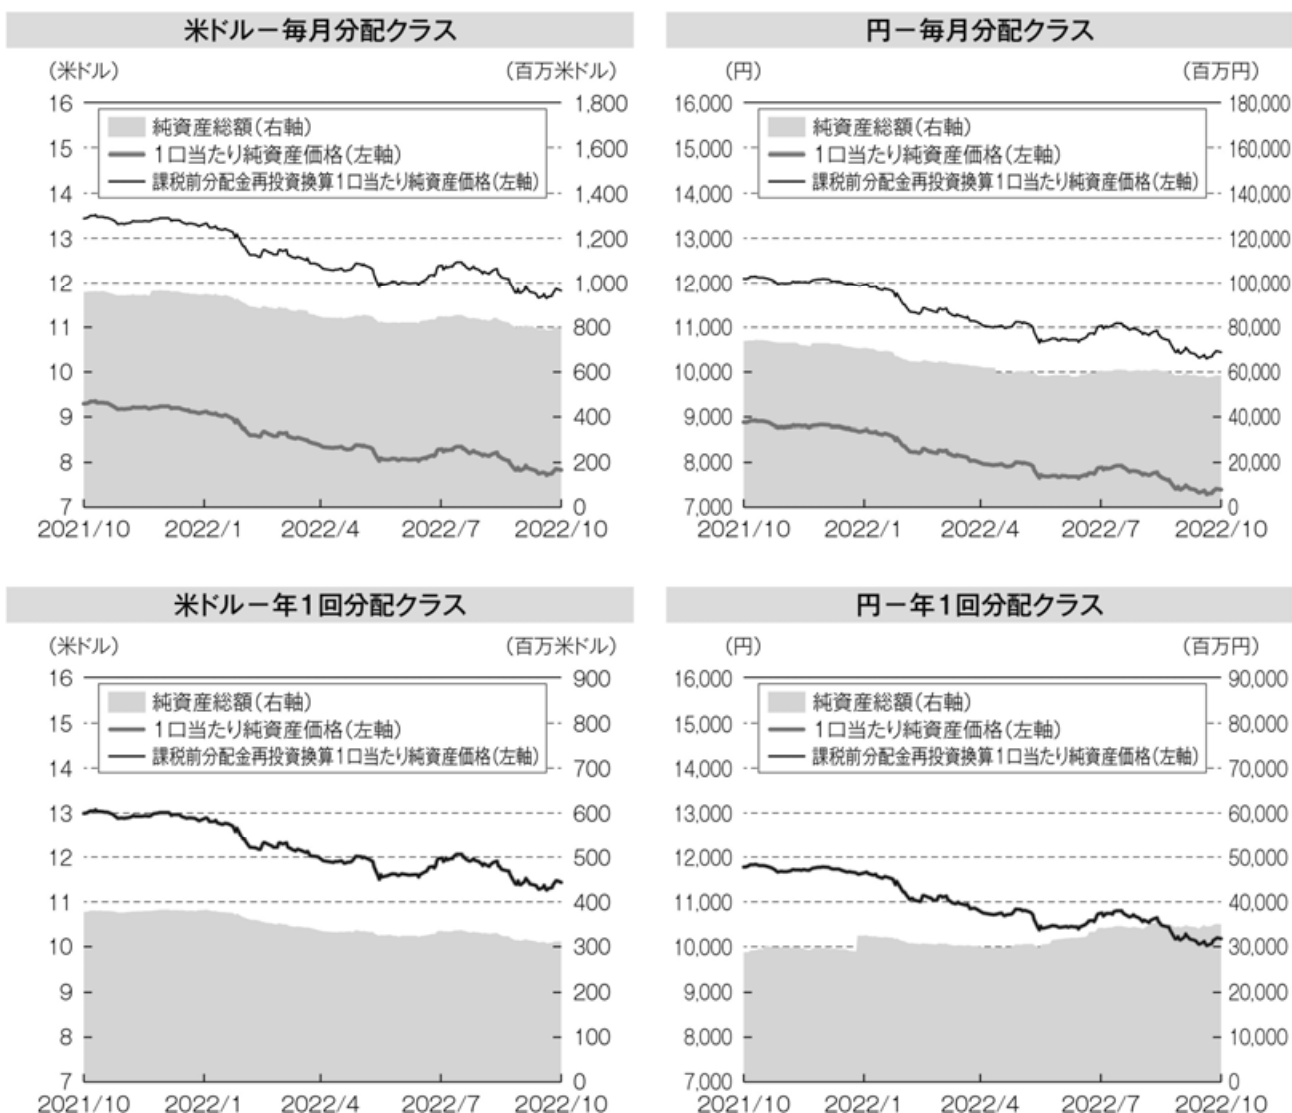 米ドルー毎月分配クラス
(米ドル)
(百万米ドル)
16
15
14
13
12
11
10
9
8
7
1,800
1,600
1,400
1,200
1,000
800
600
400
200
0
純資産総額(右軸)
1口当たり純資産価格(左軸)
課税前分配金再投資換算1口当たり純資産価格(左軸)
2021/10 2022/1 2022/4 2022/7 2022/10
円ー毎月分配クラス
(円)
(百万円)
16,000
15,000
14,000
13,000
12,000
11,000
10,000
9,000
8,000
7,000
180,000
160,000
140,000
120,000
100,000
80,000
60,000
40,000
20,000
0
純資産総額(右軸)
1口当たり純資産価格(左軸)
課税前分配金再投資換算1口当たり純資産価格(左軸)
2021/10 2022/1 2022/4 2022/7 2022/10
米ドルー年1回分配クラス
(米ドル)
(百万米ドル)
16
15
14
13
12
11
10
9
8
7
900
800
700
600
500
400
300
200
100
0
純資産総額(右軸)
1口当たり純資産価格(左軸)
課税前分配金再投資換算1口当たり純資産価格(左軸)
2021/10 2022/1 2022/4 2022/7 2022/10
円ー年1回分配クラス
(円)
(百万円)
16,000
15,000
14,000
13,000
12,000
11,000
10,000
9,000
8,000
7,000
90,000
80,000
70,000
60,000
50,000
40,000
30,000
20,000
10,000
0
純資産総額(右軸)
1口当たり純資産価格(左軸)
課税前分配金再投資換算1口当たり純資産価格(左軸)
2021/10 2022/1 2022/4 2022/7 2022/10